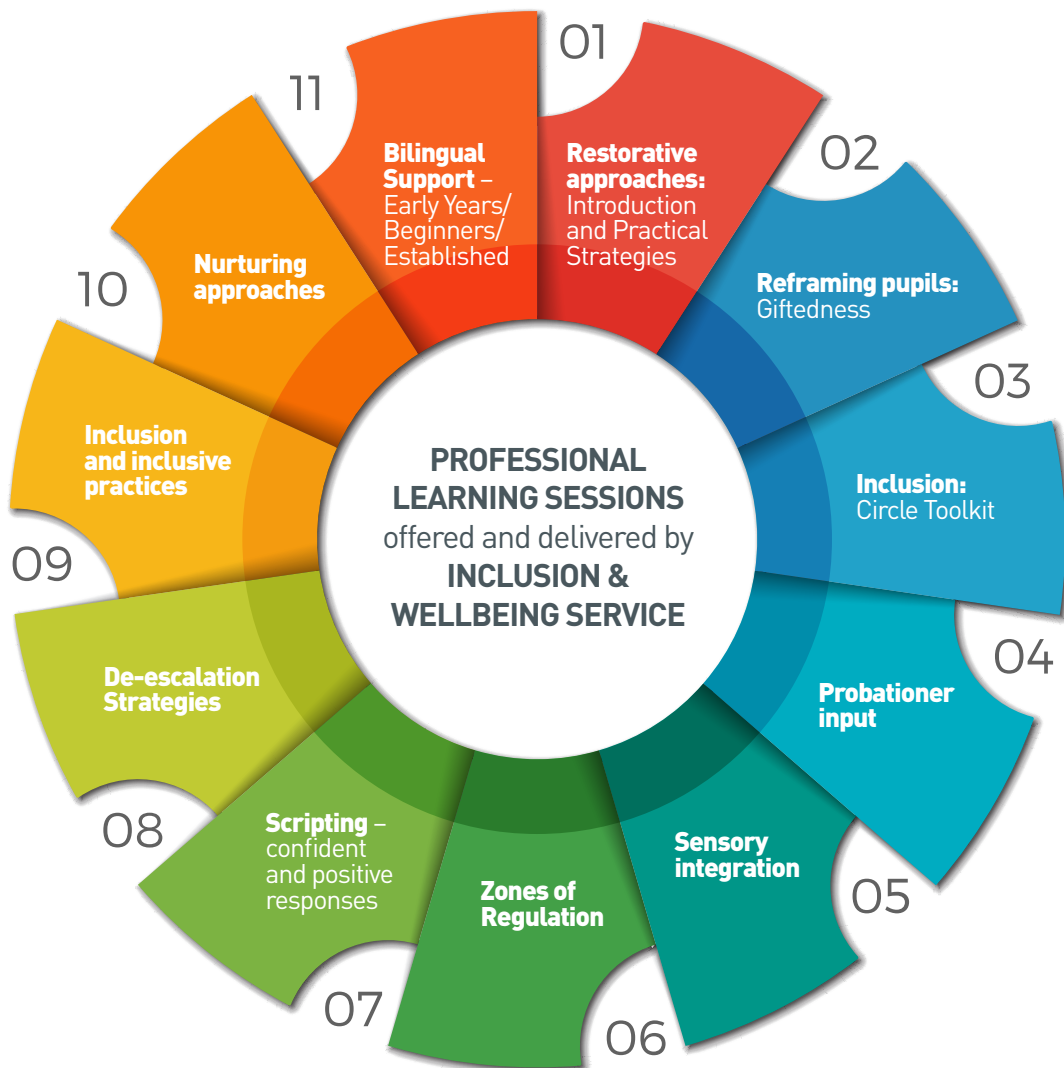 PROFESSIONAL
LEARNING SESSIONS
offered and delivered by
INCLUSION &
WELLBEING SERVICE
01
Restorative
approaches:
Introduction
and Practical
Strategies
02
Reframing pupils:
Giftedness
03
Inclusion:
Circle Toolkit
04
Probationer
input
05
Sensory
integration
06
Zones of
Regulation
07
Scripting –
confident
and positive
responses
08
De-escalation
Strategies
09
Inclusion
and inclusive
practices
10
Nurturing
approaches
11
Bilingual
Support –
Early Years/
Beginners/
Established